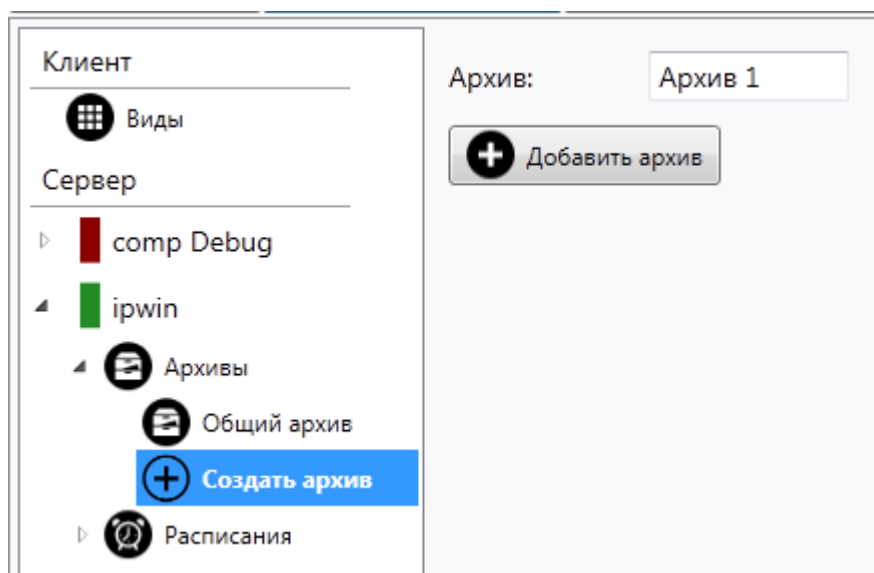 Клиент
Виды
Сервер
comp Debug
ipwin
Архивы
Общий архив
Создать архив
Расписания
Архив: Архив 1
Добавить архив